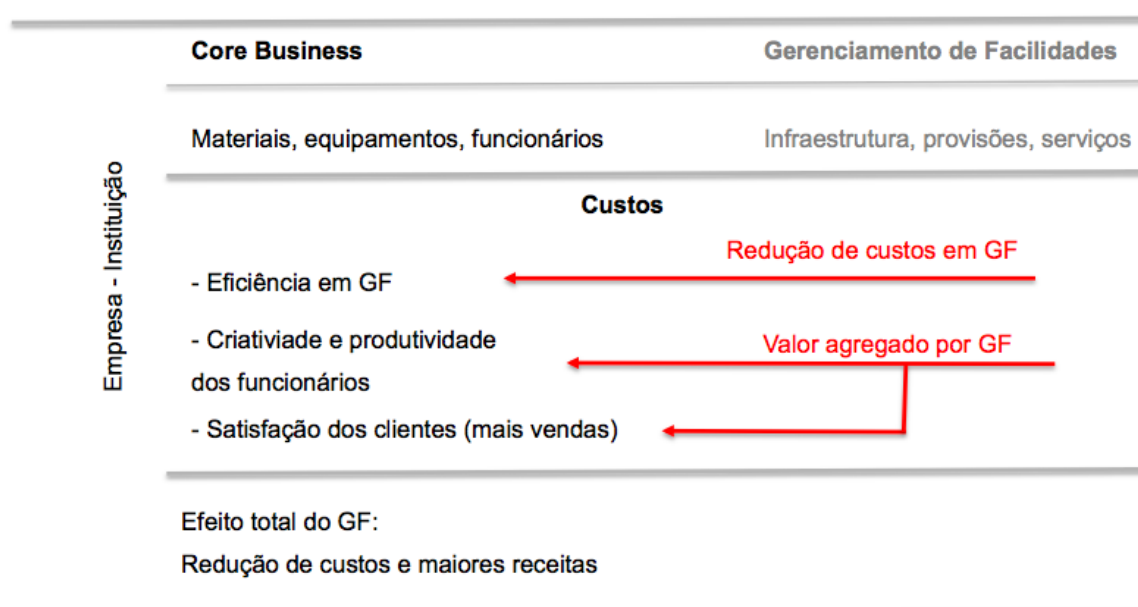 Core Business
Gerenciamento de Facilidades
Materiais, equipamentos, funcionários
Infraestrutura, provisões, serviços
Empresa - Instituição
Custos
Redução de custos em GF
- Eficiência em GF
- Criativiade e produtividade
Valor agregado por GF
dos funcionários
- Satisfação dos clientes (mais vendas)
Efeito total do GF:
Redução de custos e maiores receitas